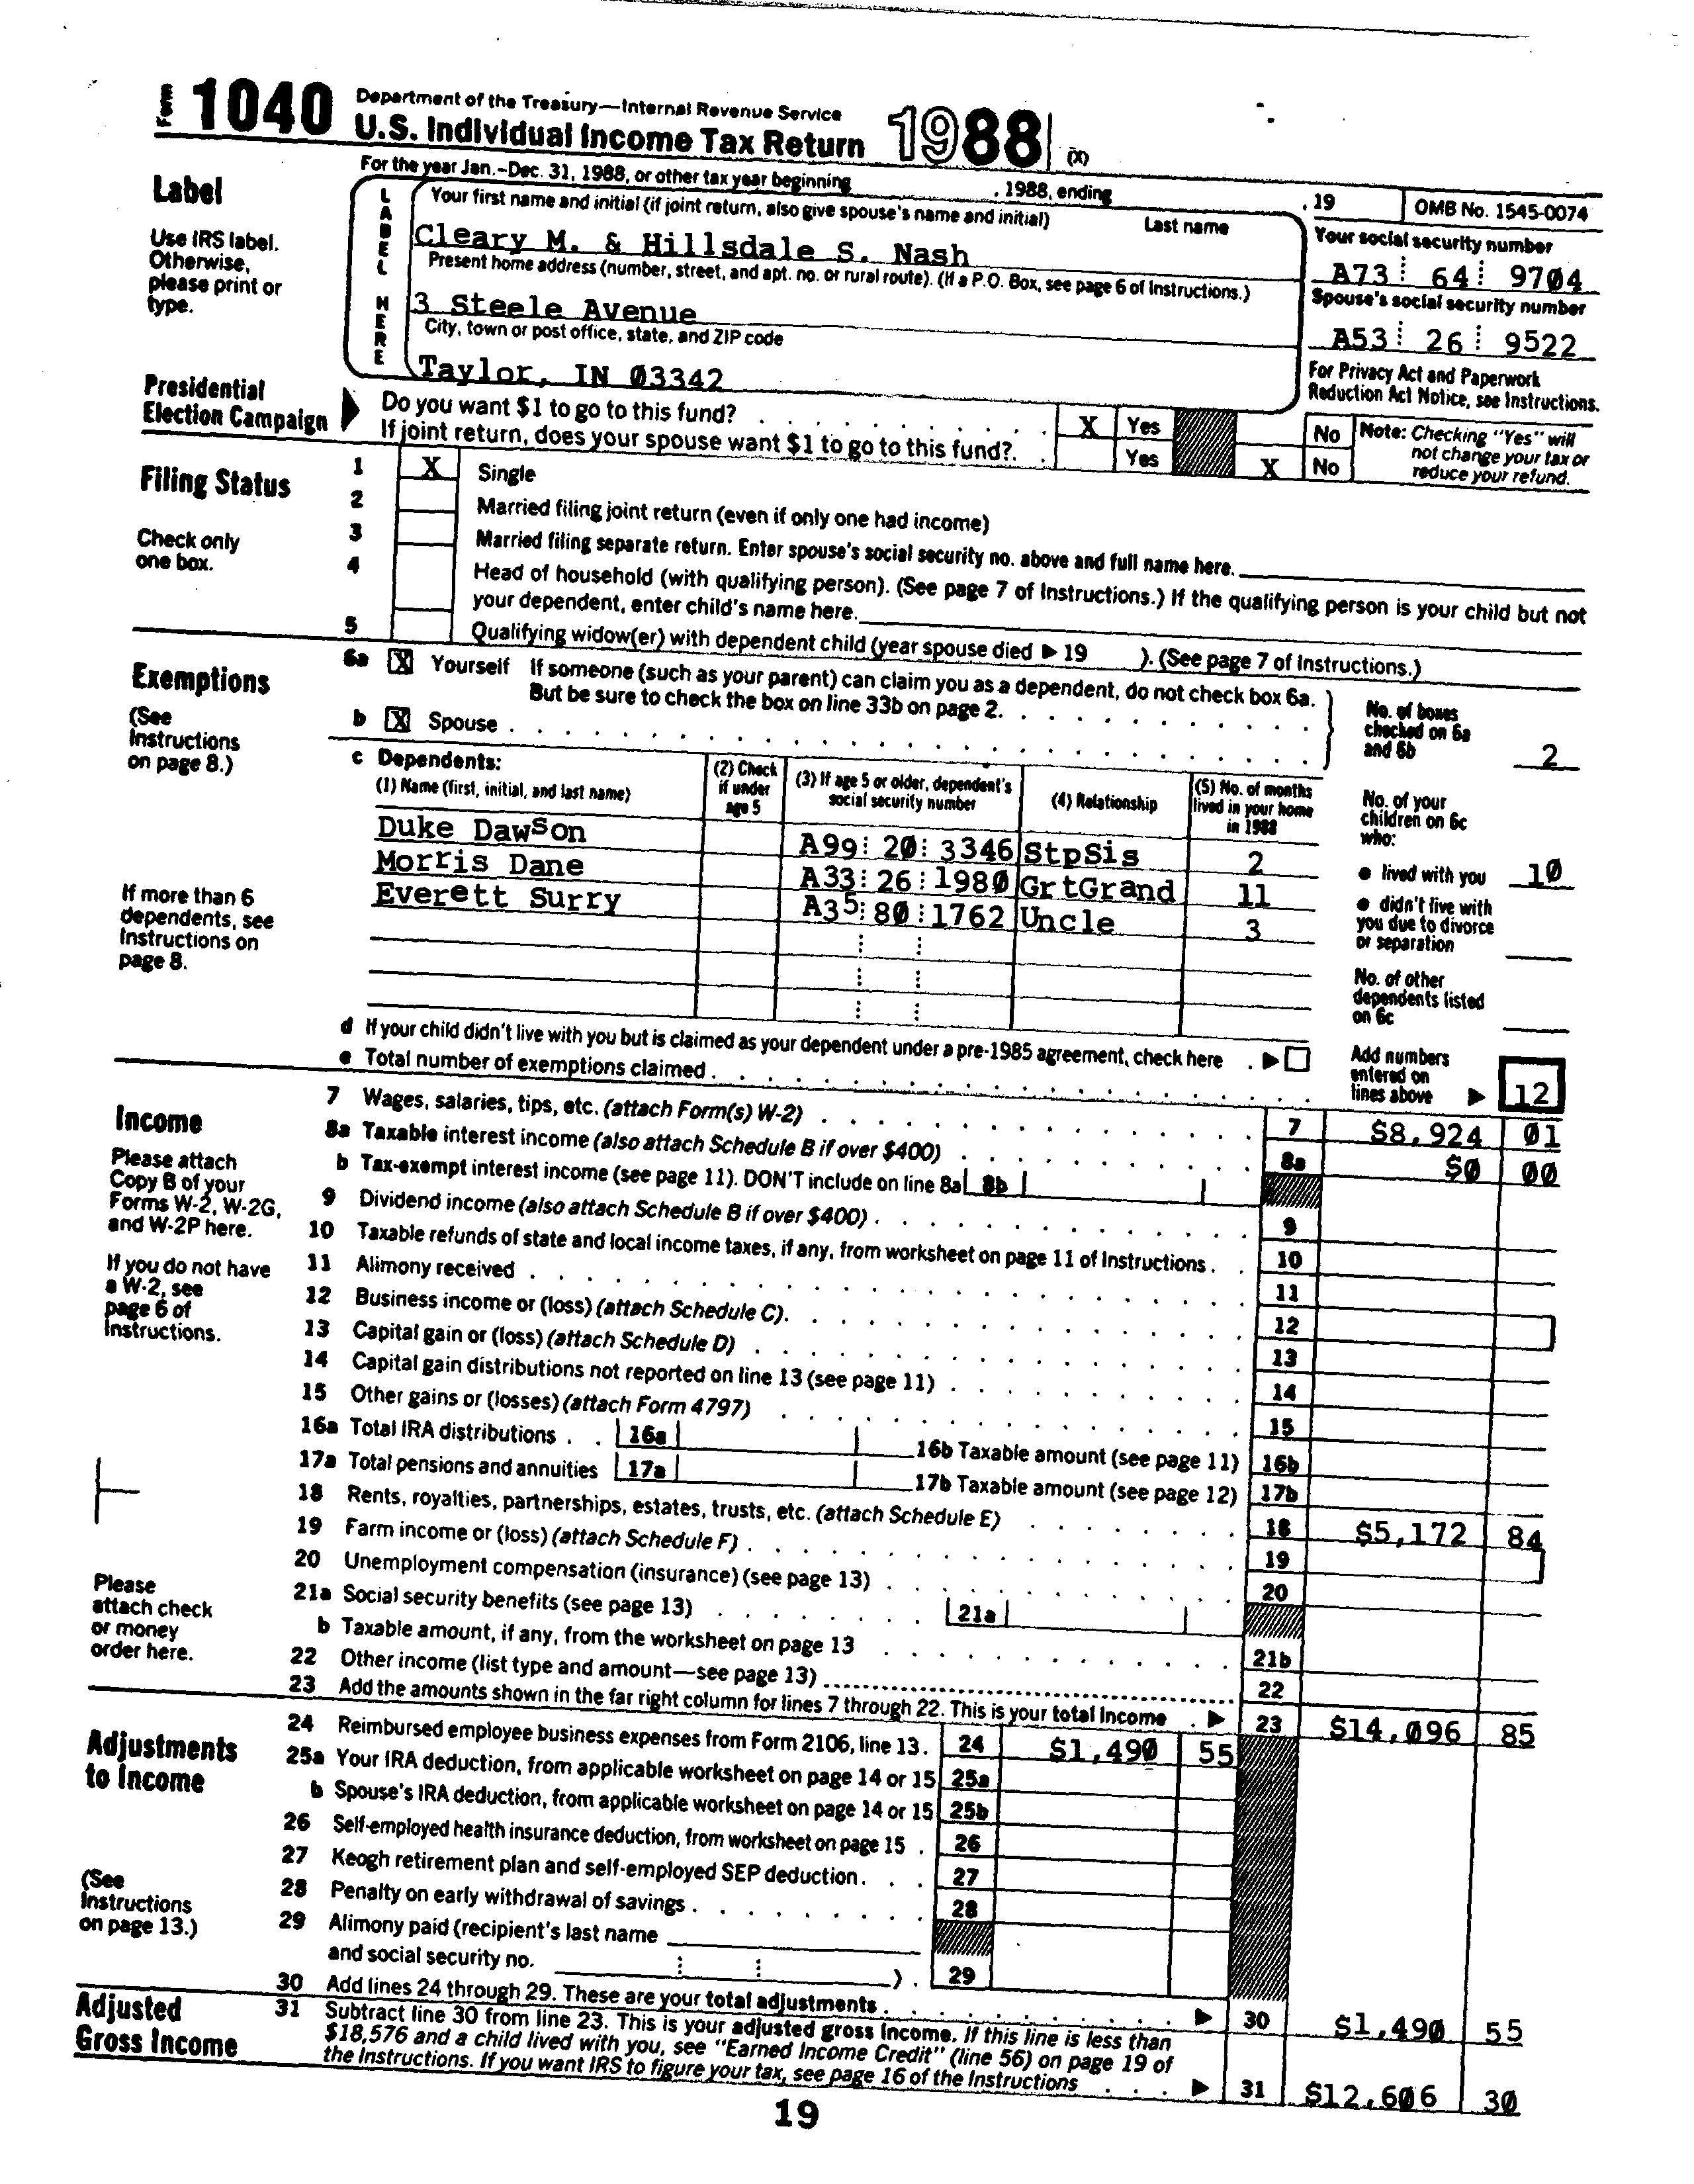 Form 1040 Department of the Treasury—Internal Revenue Service
U.S. Individual Income Tax Return 1988 (X)
For the year Jan.-Dec. 31, 1988, or other tax year beginning , 1988, ending , 19 OMB No. 1545-0074
Label
Use IRS label.
Otherwise,
please print or
type.
LABEL HERE
Your first name and initial (if joint return, also give spouse's name and initial) Last name
Cleary M. & Hillsdale S. Nash
Your social security number
A73 64 9704
Present home address (number, street, and apt. no. or rural route). (If a P.O. Box, see page 6 of Instructions.)
3 Steele Avenue
Spouse's social security number
A53 26 9522
City, town or post office, state, and ZIP code
Taylor, IN 03342
For Privacy Act and Paperwork
Reduction Act Notice, see Instructions.
Presidential
Election Campaign
Do you want $1 to go to this fund? X Yes No
If joint return, does your spouse want $1 to go to this fund? Yes X No
Note: Checking "Yes" will
not change your tax or
reduce your refund.
Filing Status
Check only
one box.
1 X Single
2 Married filing joint return (even if only one had income)
3 Married filing separate return. Enter spouse's social security no. above and full name here.
4 Head of household (with qualifying person). (See page 7 of Instructions.) If the qualifying person is your child but not
your dependent, enter child's name here.
5 Qualifying widow(er) with dependent child (year spouse died ▶ 19 ). (See page 7 of Instructions.)
Exemptions
(See
Instructions
on page 8.)
6a X Yourself If someone (such as your parent) can claim you as a dependent, do not check box 6a.
But be sure to check the box on line 33b on page 2.
b X Spouse
No. of boxes
checked on 6a
and 6b 2
c Dependents:
(1) Name (first, initial, and last name)
(2) Check
if under
age 5
(3) If age 5 or older, dependent's
social security number
(4) Relationship
(5) No. of months
lived in your home
in 1988
Duke Dawson A99 20 3346 StpSis 2
Morris Dane A33 26 1980 GrtGrand 11
Everett Surry A35 80 1762 Uncle 3
If more than 6
dependents, see
Instructions on
page 8.
No. of your
children on 6c
who:
● lived with you 10
● didn't live with
you due to divorce
or separation
No. of other
dependents listed
on 6c
d If your child didn't live with you but is claimed as your dependent under a pre-1985 agreement, check here ▶
e Total number of exemptions claimed
Add numbers
entered on
lines above ▶ 12
Income
Please attach
Copy B of your
Forms W-2, W-2G,
and W-2P here.
If you do not have
a W-2, see
page 6 of
Instructions.
Please
attach check
or money
order here.
7 Wages, salaries, tips, etc. (attach Form(s) W-2) 7 $8,924 01
8a Taxable interest income (also attach Schedule B if over $400) 8a $0 00
b Tax-exempt interest income (see page 11). DON'T include on line 8a 8b
9 Dividend income (also attach Schedule B if over $400) 9
10 Taxable refunds of state and local income taxes, if any, from worksheet on page 11 of Instructions 10
11 Alimony received 11
12 Business income or (loss) (attach Schedule C) 12
13 Capital gain or (loss) (attach Schedule D) 13
14 Capital gain distributions not reported on line 13 (see page 11) 14
15 Other gains or (losses) (attach Form 4797) 15
16a Total IRA distributions 16a 16b Taxable amount (see page 11) 16b
17a Total pensions and annuities 17a 17b Taxable amount (see page 12) 17b
18 Rents, royalties, partnerships, estates, trusts, etc. (attach Schedule E) 18 $5,172 84
19 Farm income or (loss) (attach Schedule F) 19
20 Unemployment compensation (insurance) (see page 13) 20
21a Social security benefits (see page 13) 21a
b Taxable amount, if any, from the worksheet on page 13 21b
22 Other income (list type and amount—see page 13) 22
23 Add the amounts shown in the far right column for lines 7 through 22. This is your total income ▶ 23 $14,096 85
Adjustments
to Income
(See
Instructions
on page 13.)
24 Reimbursed employee business expenses from Form 2106, line 13. 24 $1,490 55
25a Your IRA deduction, from applicable worksheet on page 14 or 15 25a
b Spouse's IRA deduction, from applicable worksheet on page 14 or 15 25b
26 Self-employed health insurance deduction, from worksheet on page 15 26
27 Keogh retirement plan and self-employed SEP deduction 27
28 Penalty on early withdrawal of savings 28
29 Alimony paid (recipient's last name
and social security no. ) 29
30 Add lines 24 through 29. These are your total adjustments ▶ 30 $1,490 55
Adjusted
Gross Income
31 Subtract line 30 from line 23. This is your adjusted gross income. If this line is less than
$18,576 and a child lived with you, see "Earned Income Credit" (line 56) on page 19 of
the Instructions. If you want IRS to figure your tax, see page 16 of the Instructions ▶ 31 $12,606 30
19